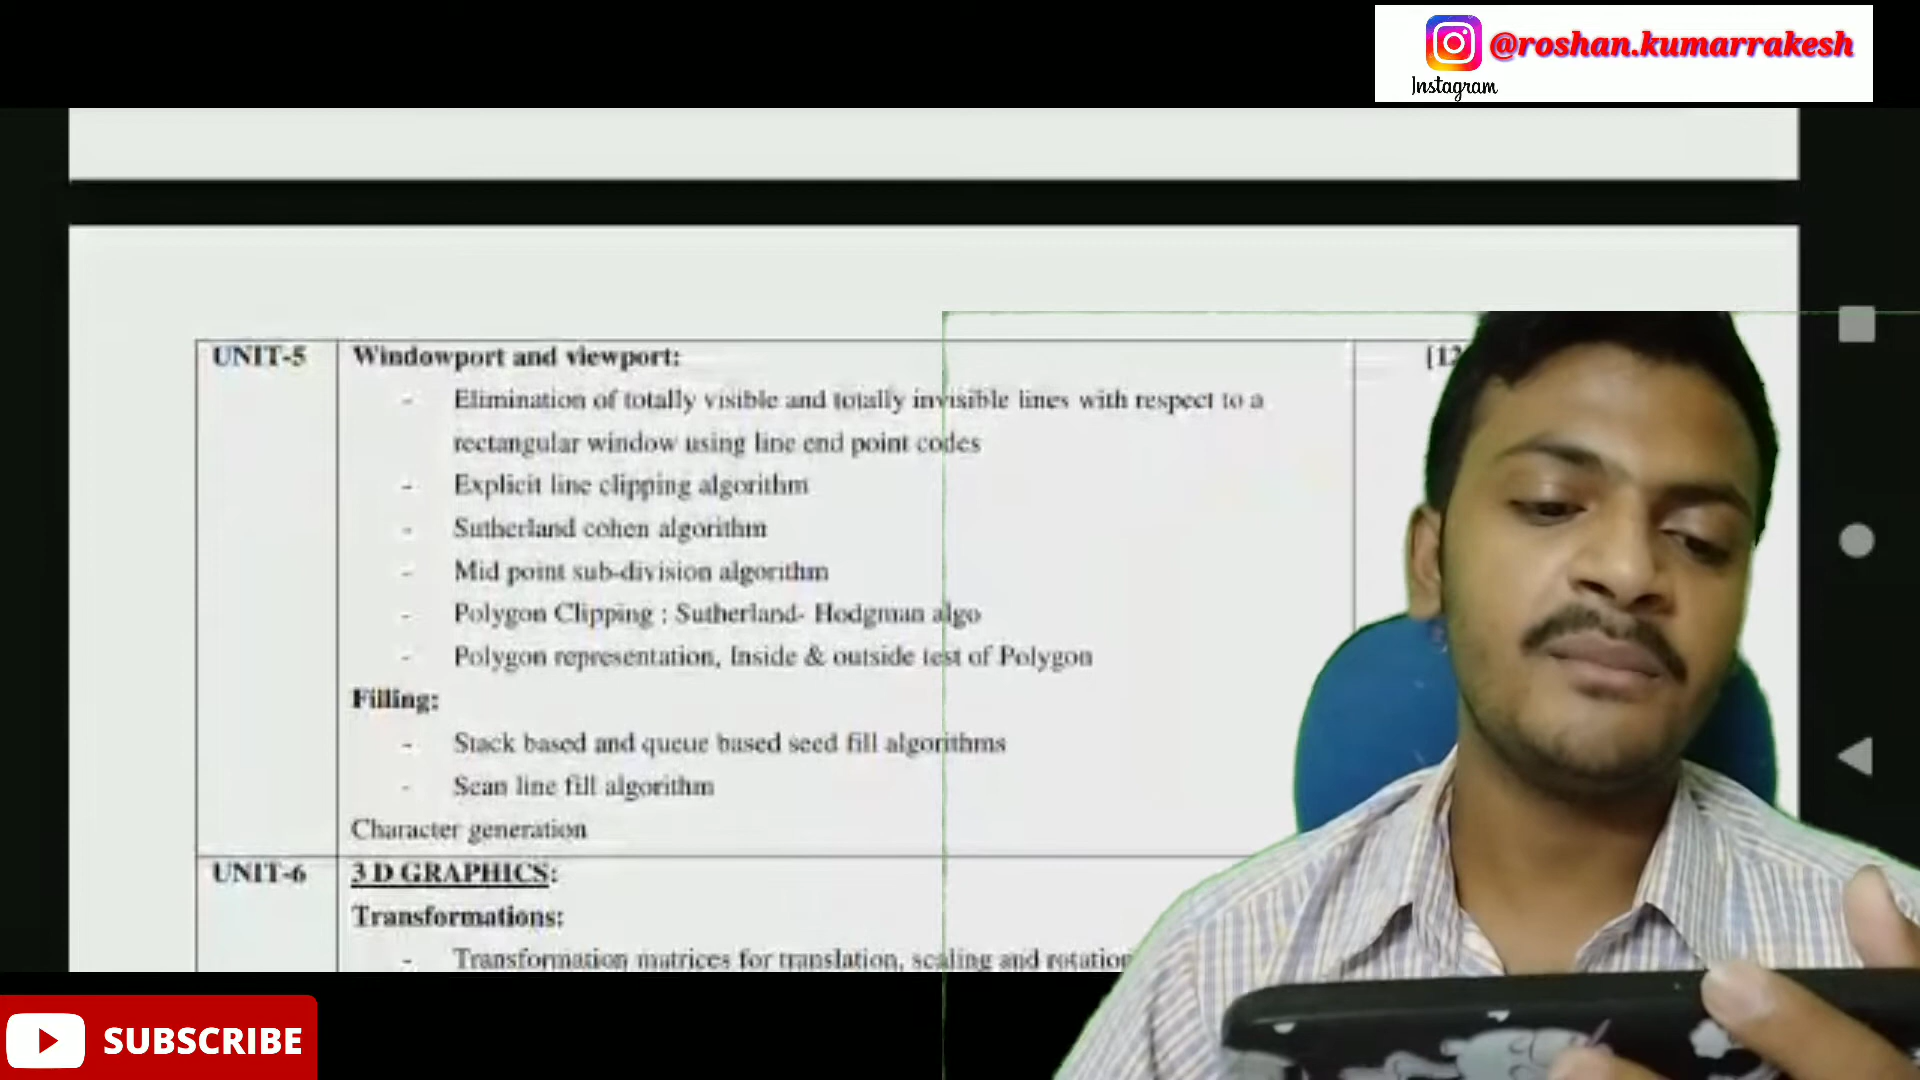 @roshan.kumarrakesh
Instagram
UNIT-5 Windowport and viewport: [12
- Elimination of totally visible and totally invisible lines with respect to a
rectangular window using line end point codes
- Explicit line clipping algorithm
- Sutherland cohen algorithm
- Mid point sub-division algorithm
- Polygon Clipping : Sutherland- Hodgman algo
- Polygon representation, Inside & outside test of Polygon
Filling:
- Stack based and queue based seed fill algorithms
- Scan line fill algorithm
Character generation
UNIT-6 3 D GRAPHICS:
Transformations:
- Transformation matrices for translation, scaling and rotation
SUBSCRIBE